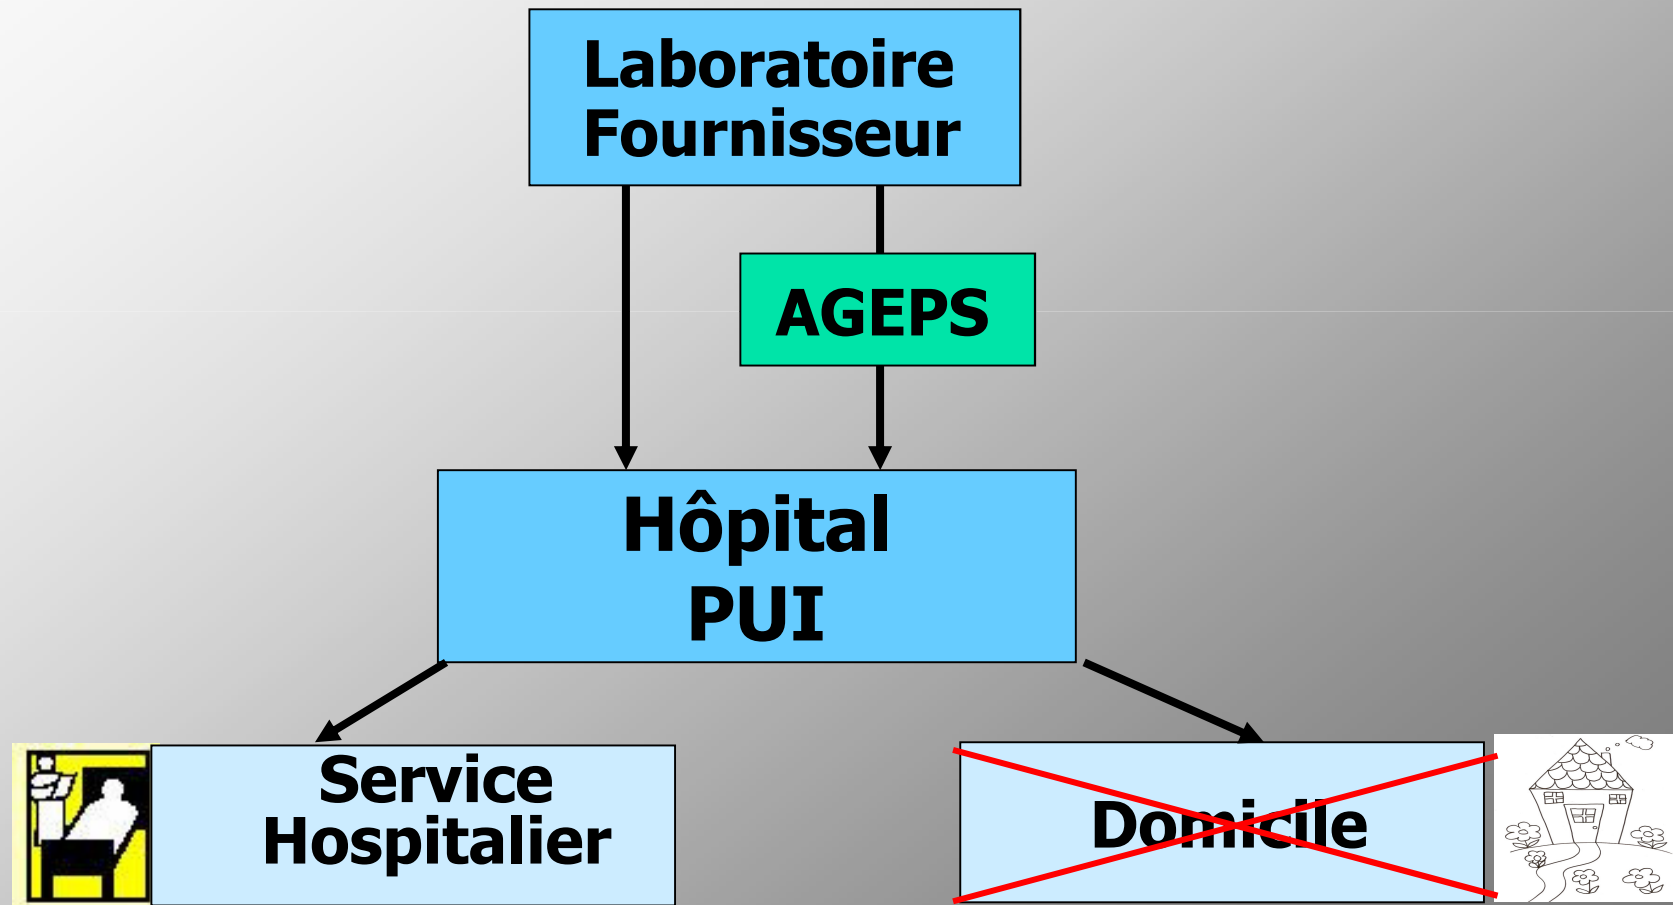 Laboratoire
Fournisseur
AGEPS
Hôpital
PUI
Service
Hospitalier
Domicile